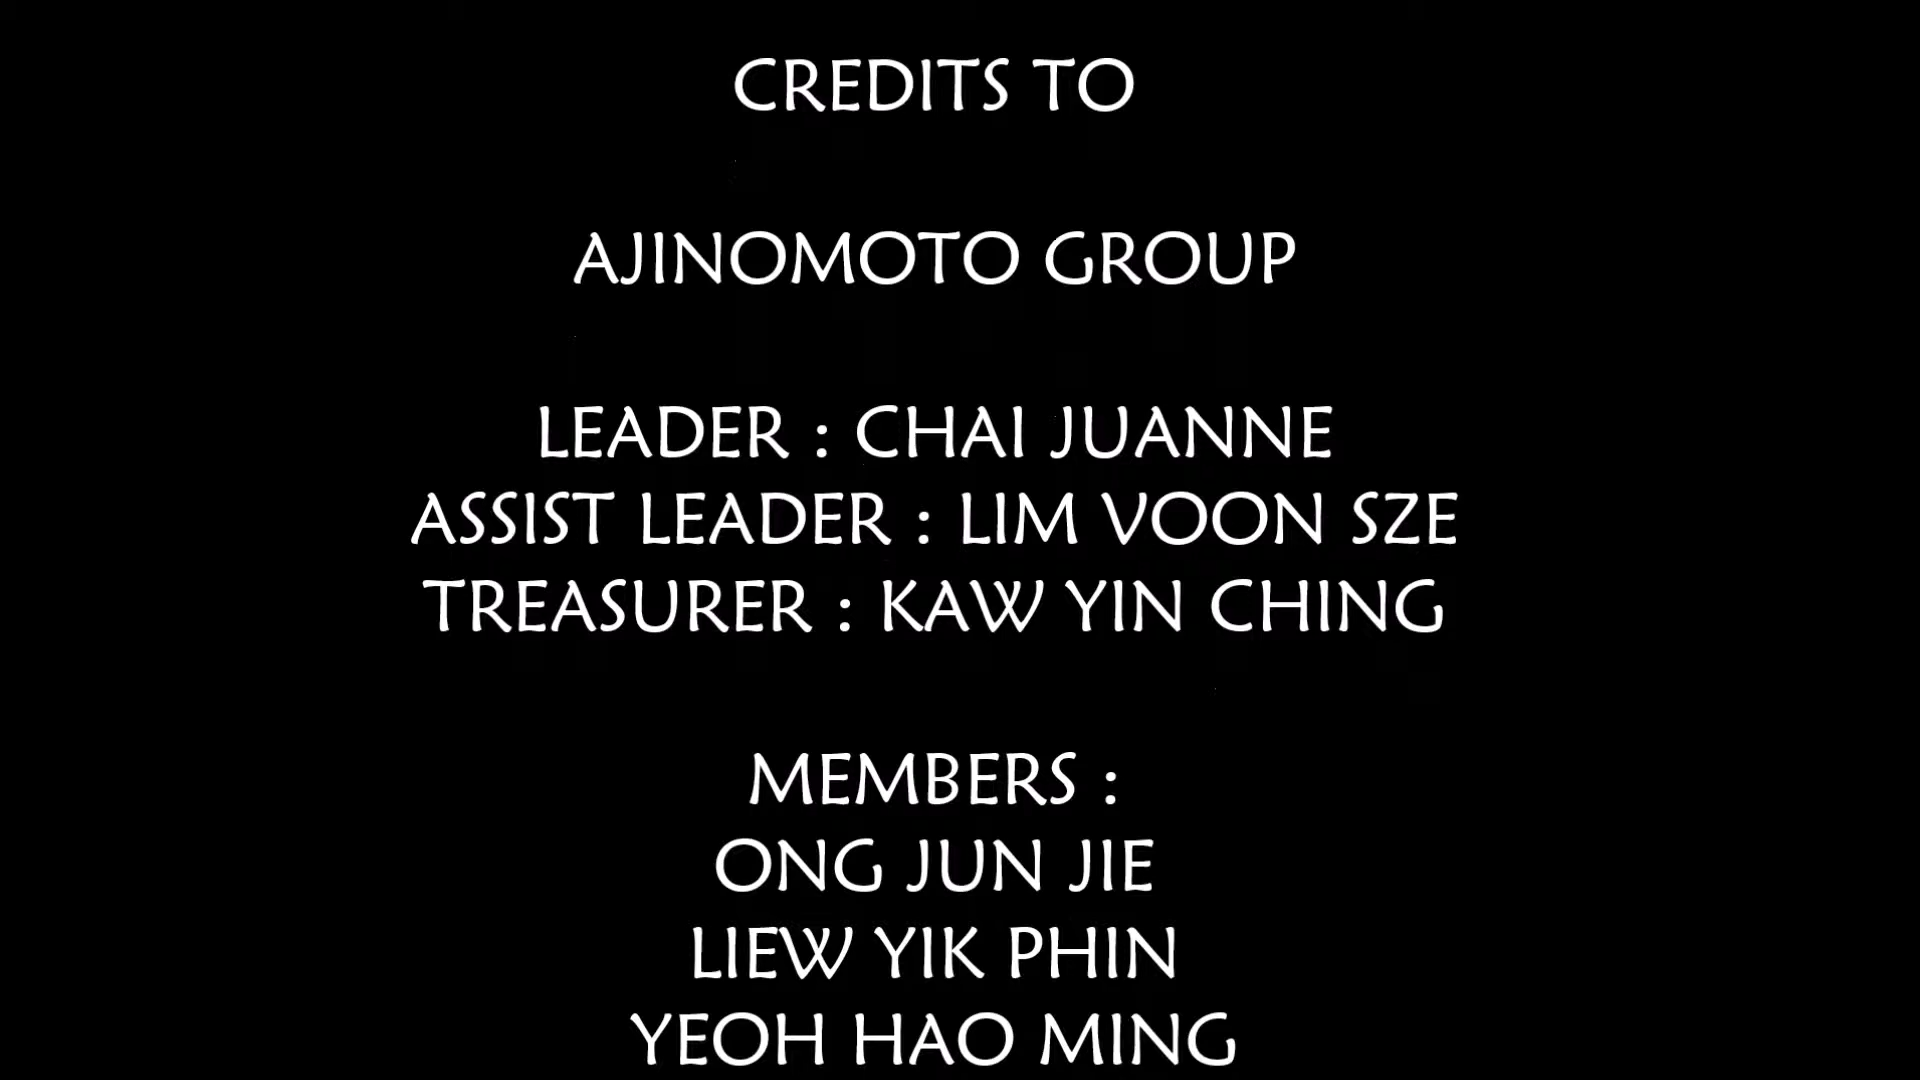 CREDITS TO
AJINOMOTO GROUP
LEADER : CHAI JUANNE
ASSIST LEADER : LIM VOON SZE
TREASURER : KAW YIN CHING
MEMBERS :
ONG JUN JIE
LIEW YIK PHIN
YEOH HAO MING